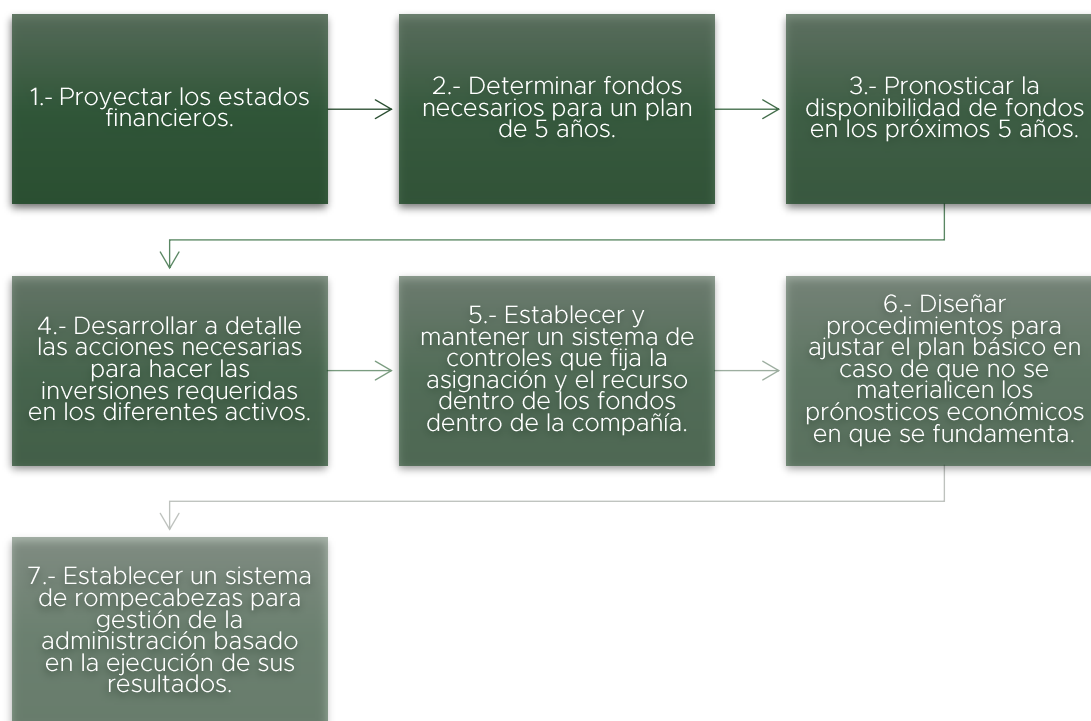 1.- Proyectar los estados
financieros.
2.- Determinar fondos
necesarios para un plan
de 5 años.
3.- Pronosticar la
disponibilidad de fondos
en los próximos 5 años.
4.- Desarrollar a detalle
las acciones necesarias
para hacer las
inversiones requeridas
en los diferentes activos.
5.- Establecer y
mantener un sistema de
controles que fija la
asignación y el recurso
dentro de los fondos
dentro de la compañía.
6.- Diseñar
procedimientos para
ajustar el plan básico en
caso de que no se
materialicen los
prónosticos económicos
en que se fundamenta.
7.- Establecer un sistema
de rompecabezas para
gestión de la
administración basado
en la ejecución de sus
resultados.